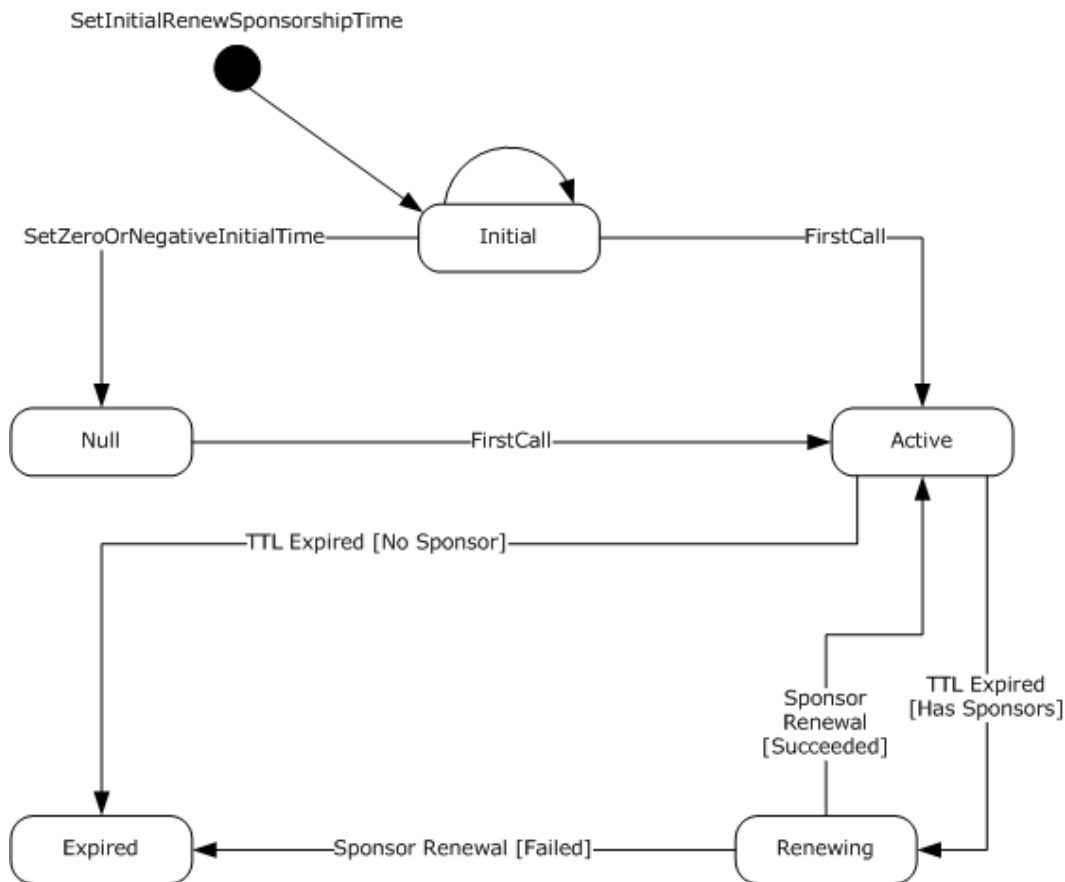 SetInitialRenewSponsorshipTime
Initial
SetZeroOrNegativeInitialTime
FirstCall
Null
FirstCall
Active
TTL Expired [No Sponsor]
TTL Expired
[Has Sponsors]
Sponsor
Renewal
[Succeeded]
Expired
Sponsor Renewal [Failed]
Renewing